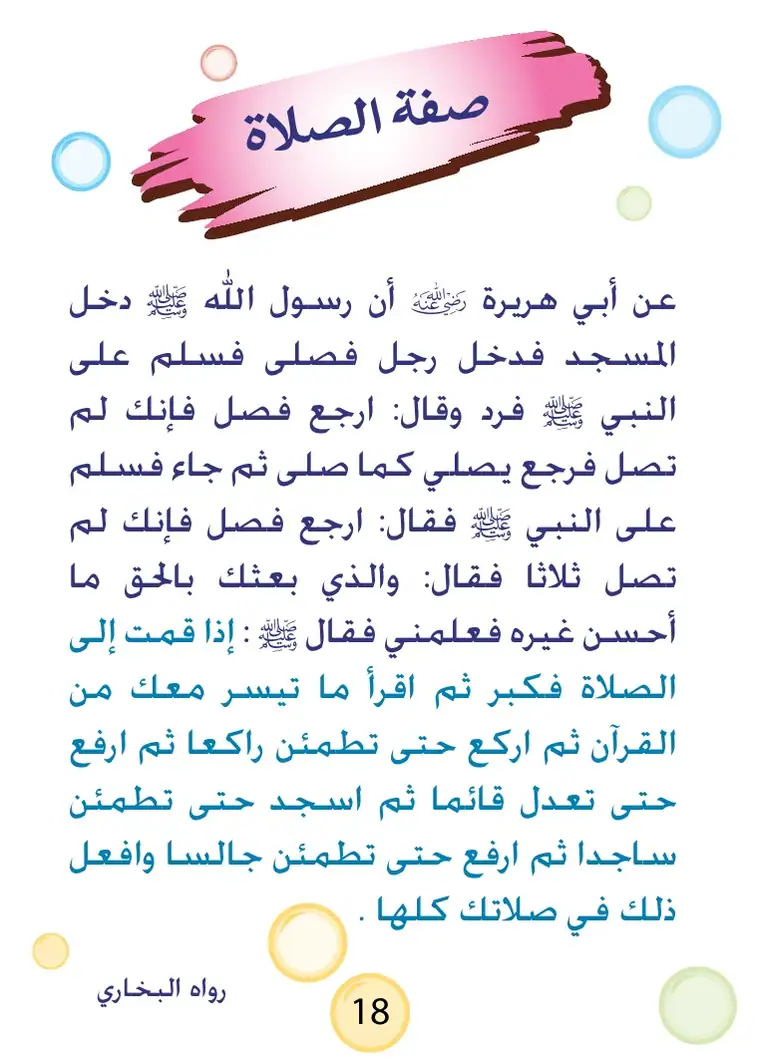 صفة الصلاة
عن أبي هريرة رضي الله عنه أن رسول الله ﷺ دخل
المسجد فدخل رجل فصلى فسلم على
النبي ﷺ فرد وقال: ارجع فصل فإنك لم
تصل فرجع يصلي كما صلى ثم جاء فسلم
على النبي ﷺ فقال: ارجع فصل فإنك لم
تصل ثلاثا فقال: والذي بعثك بالحق ما
أحسن غيره فعلمني فقال ﷺ : إذا قمت إلى
الصلاة فكبر ثم اقرأ ما تيسر معك من
القرآن ثم اركع حتى تطمئن راكعا ثم ارفع
حتى تعدل قائما ثم اسجد حتى تطمئن
ساجدا ثم ارفع حتى تطمئن جالسا وافعل
ذلك في صلاتك كلها .
رواه البخاري
18